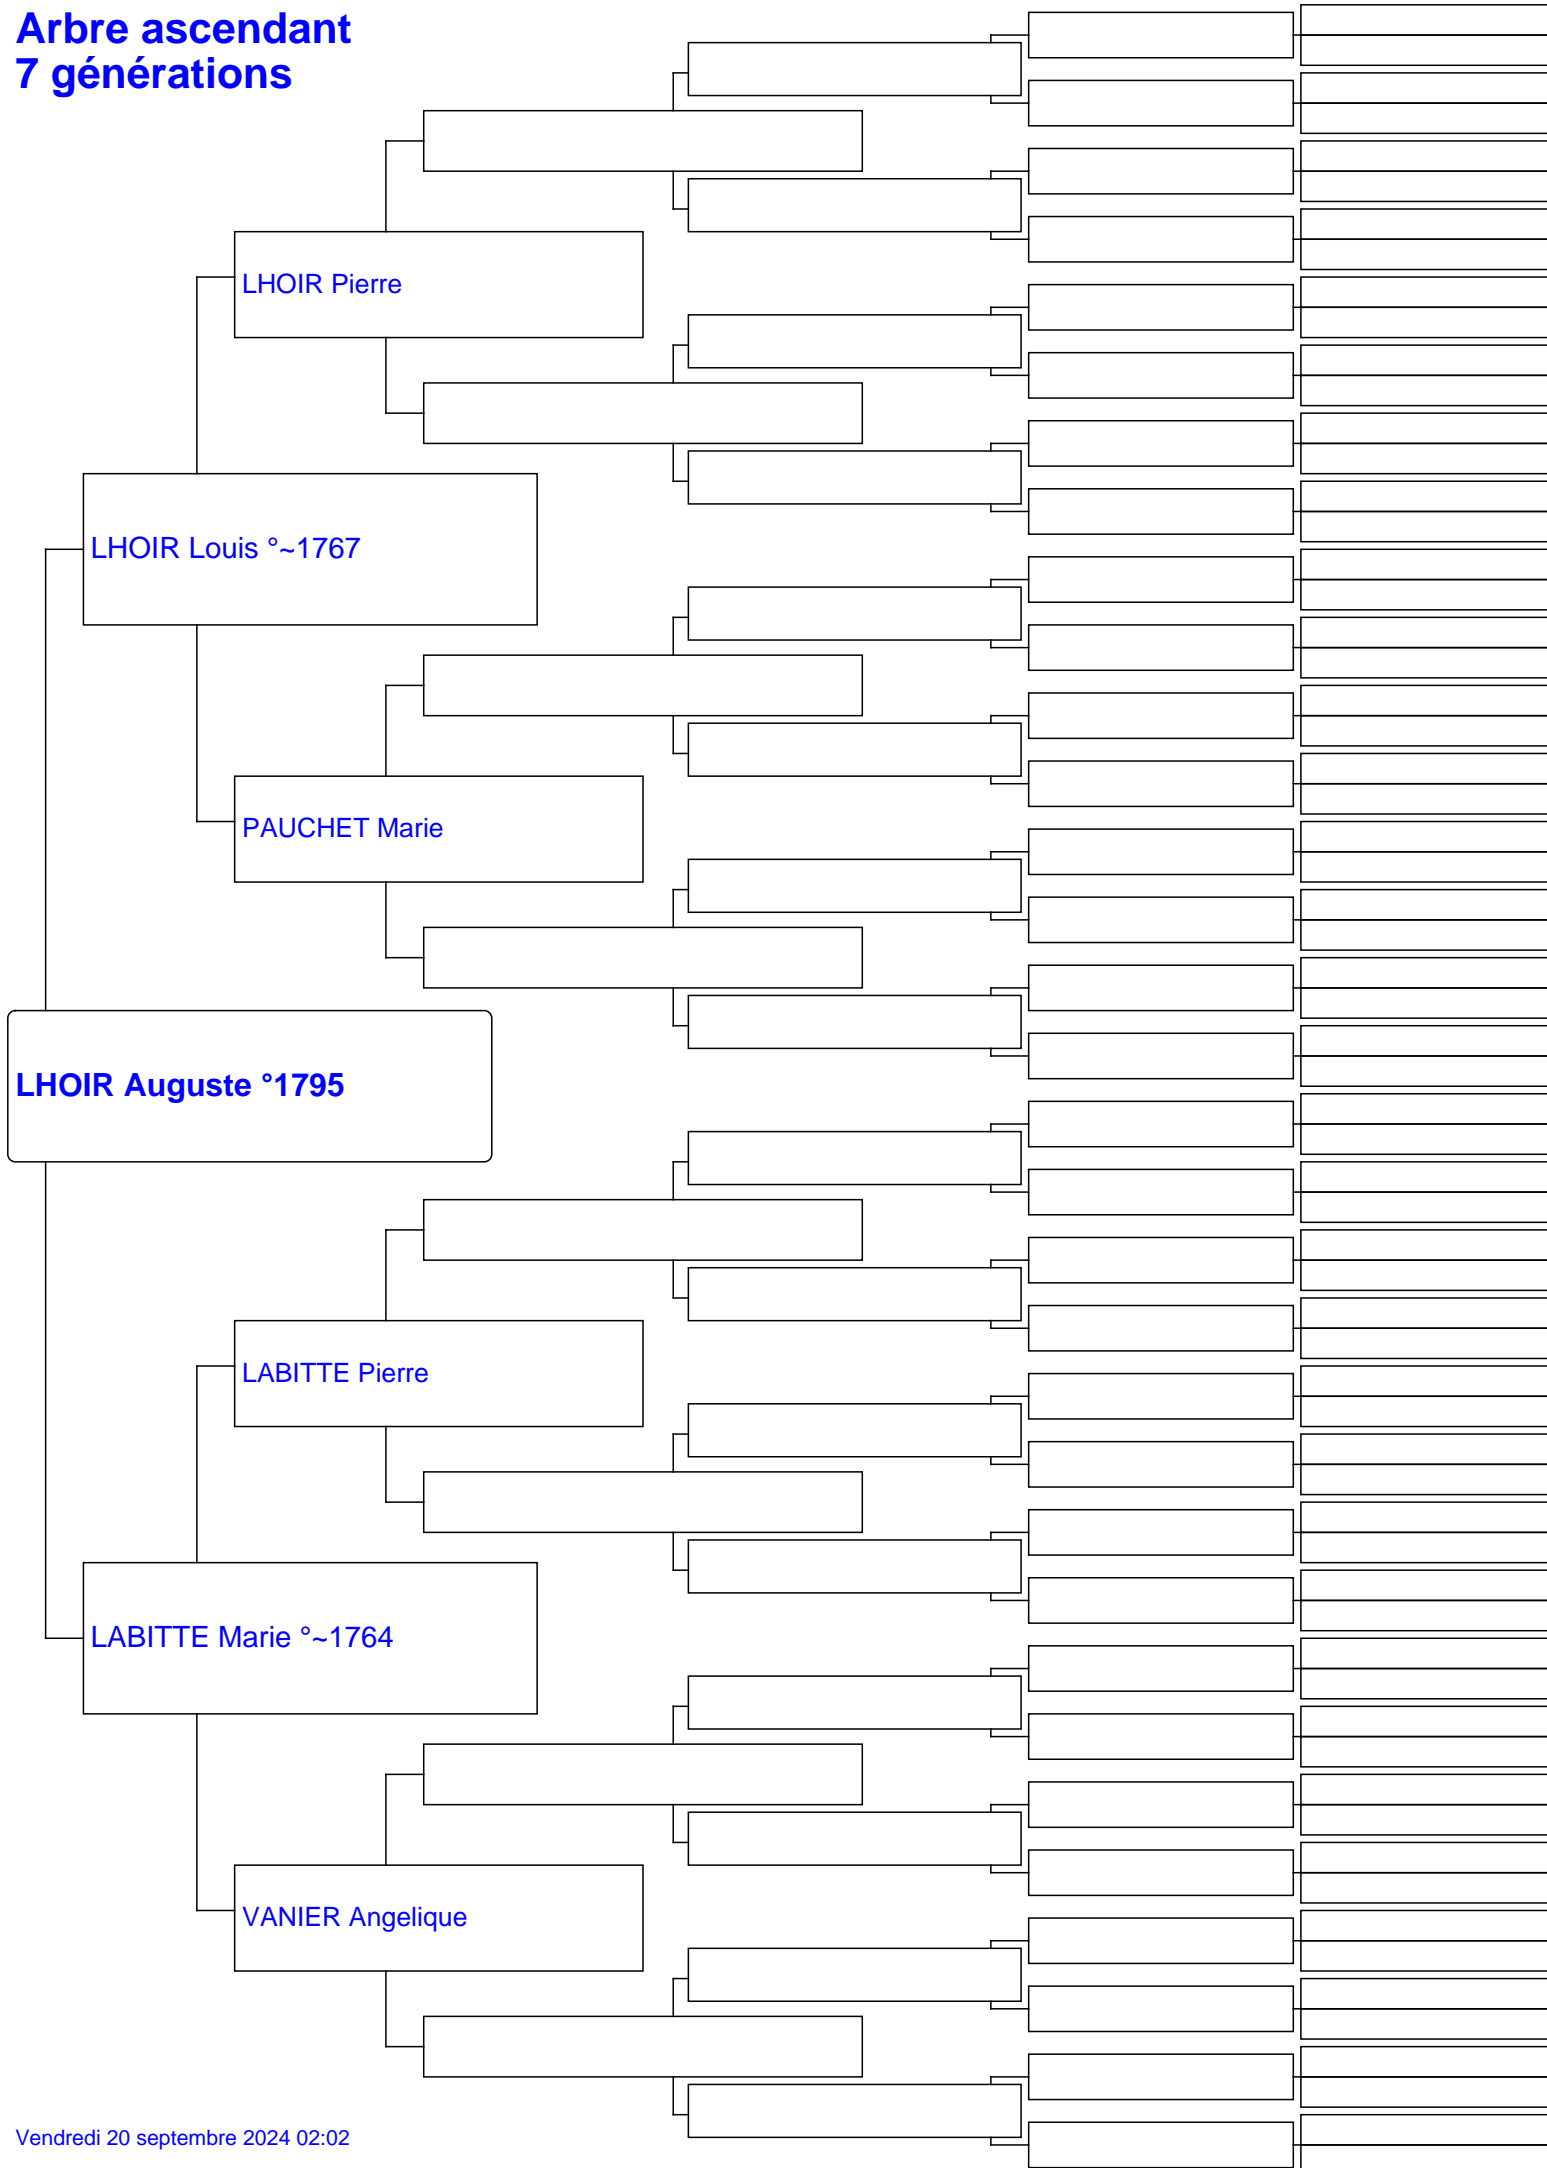 Arbre ascendant
7 générations
LHOIR Pierre
LHOIR Louis °~1767
PAUCHET Marie
LHOIR Auguste °1795
LABITTE Pierre
LABITTE Marie °~1764
VANIER Angelique
Vendredi 20 septembre 2024 02:02